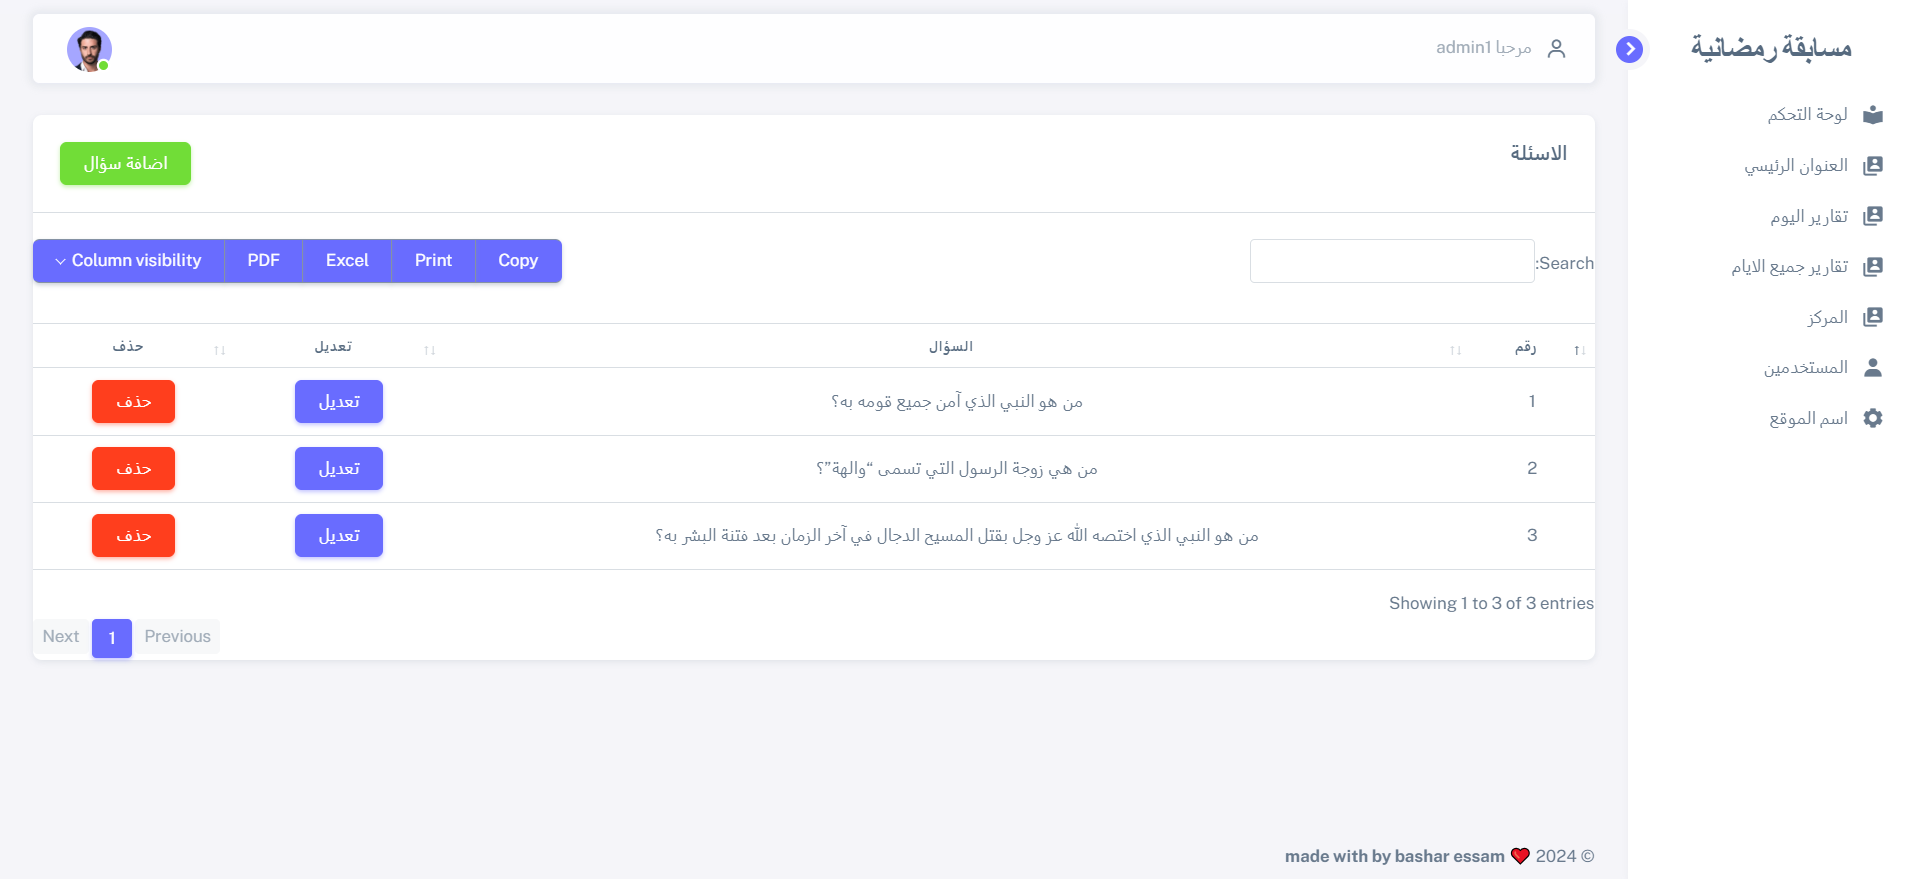 مسابقة رمضانية
لوحة التحكم
العنوان الرئيسي
تقارير اليوم
تقارير جميع الايام
المركز
المستخدمين
اسم الموقع
مرحبا admin1
الاسئلة
اضافة سؤال
Search:
Copy Print Excel PDF Column visibility
رقم السؤال تعديل حذف
1 من هو النبي الذي آمن جميع قومه به؟ تعديل حذف
2 من هي زوجة الرسول التي تسمى “والهة”؟ تعديل حذف
3 من هو النبي الذي اختصه الله عز وجل بقتل المسيح الدجال في آخر الزمان بعد فتنة البشر به؟ تعديل حذف
Showing 1 to 3 of 3 entries
Previous 1 Next
© 2024 ❤️ made with by bashar essam